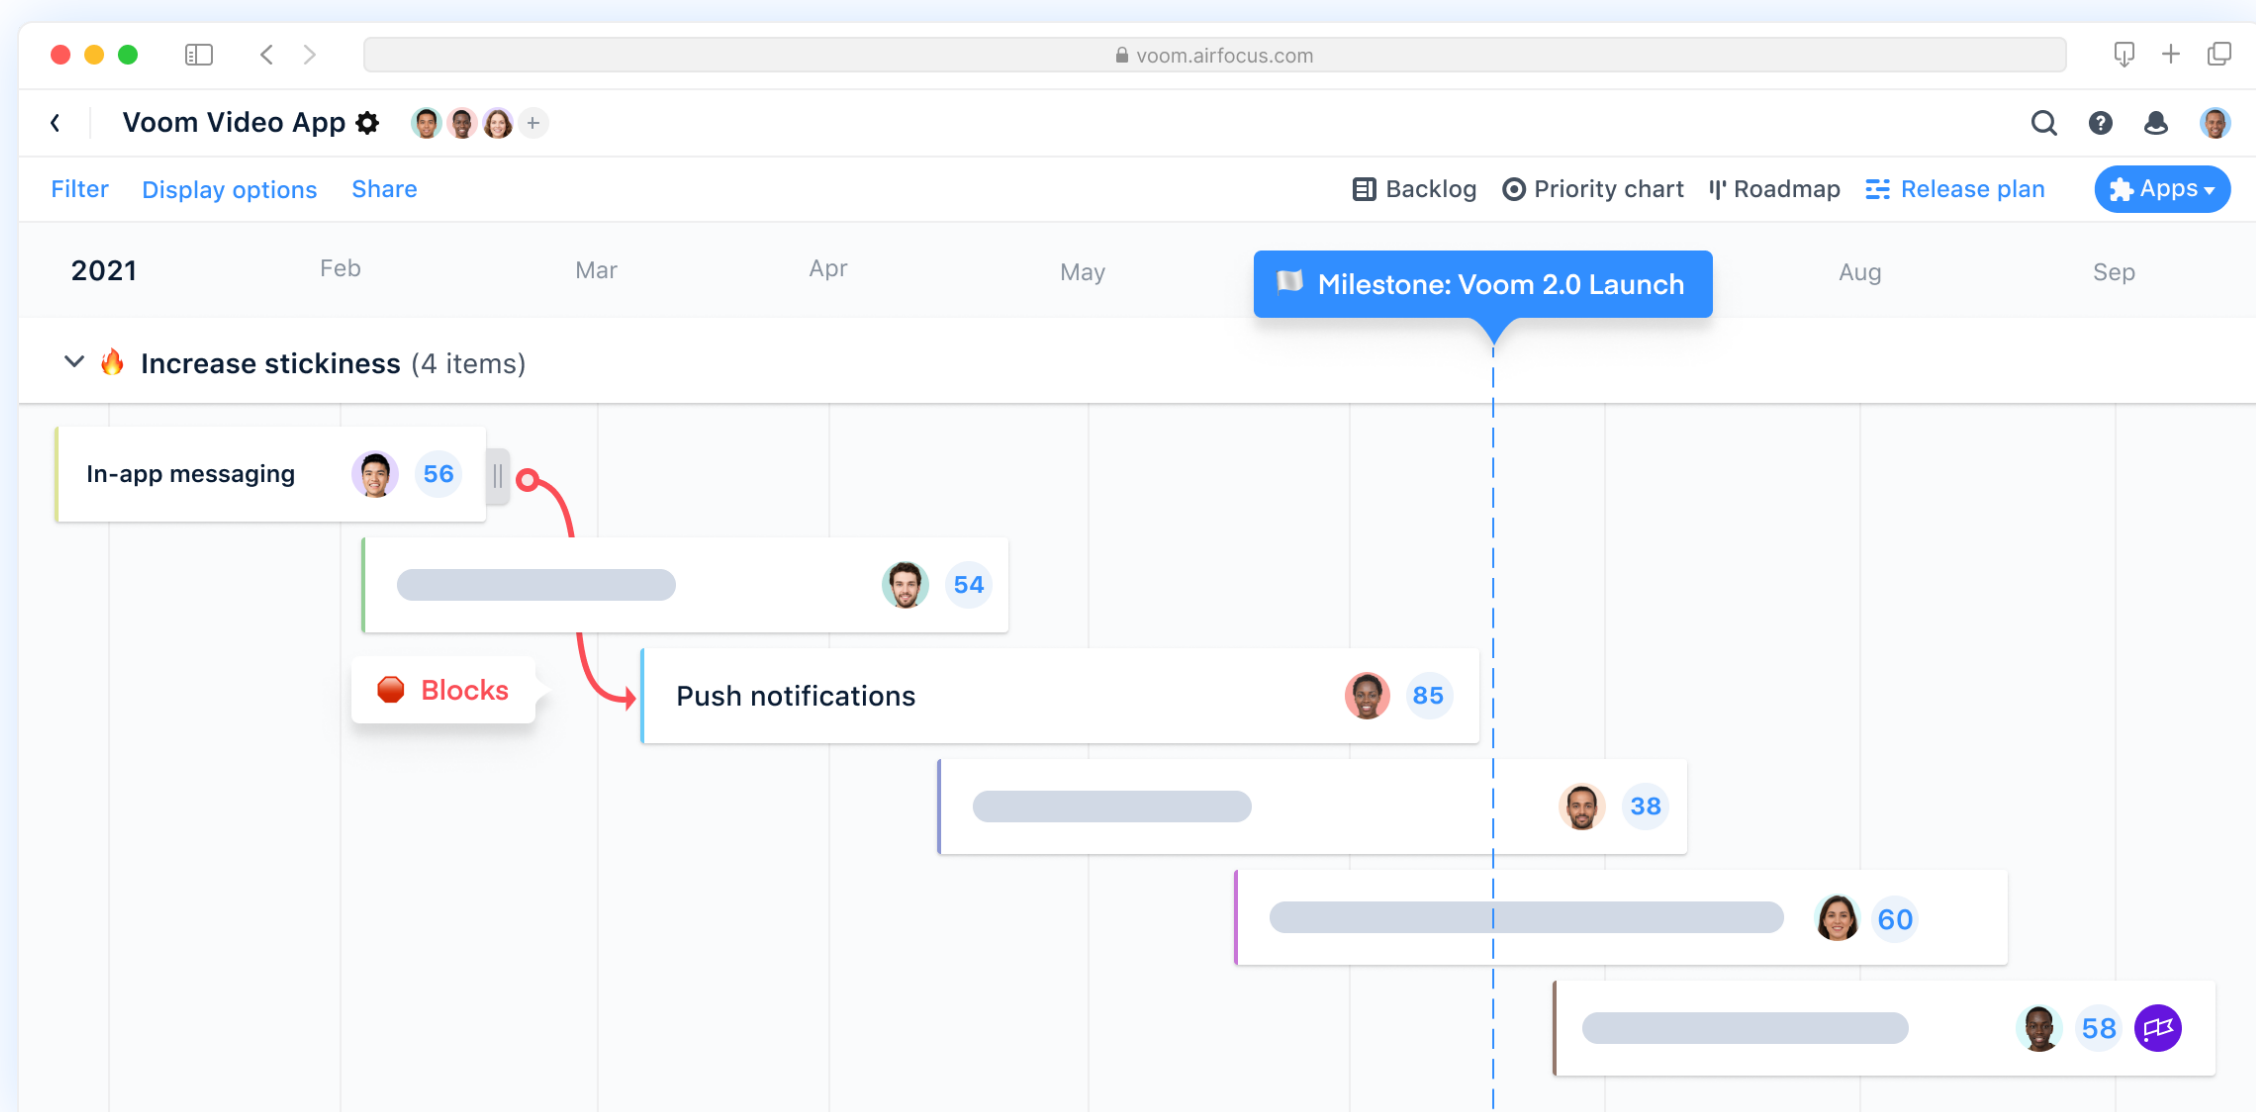 voom.airfocus.com
Voom Video App
+
Filter Display options Share Backlog Priority chart Roadmap Release plan Apps
2021 Feb Mar Apr May Aug Sep
Milestone: Voom 2.0 Launch
Increase stickiness (4 items)
In-app messaging 56
54
Blocks
Push notifications 85
38
60
58